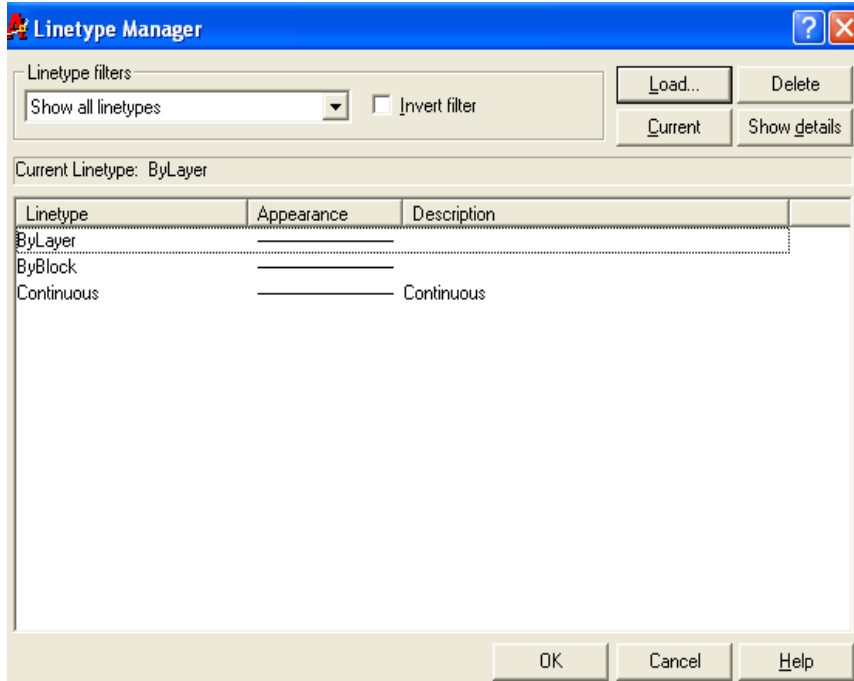 Linetype Manager
Linetype filters
Show all linetypes
Invert filter
Load...
Delete
Current
Show details
Current Linetype: ByLayer
Linetype Appearance Description
ByLayer
ByBlock
Continuous Continuous
OK Cancel Help